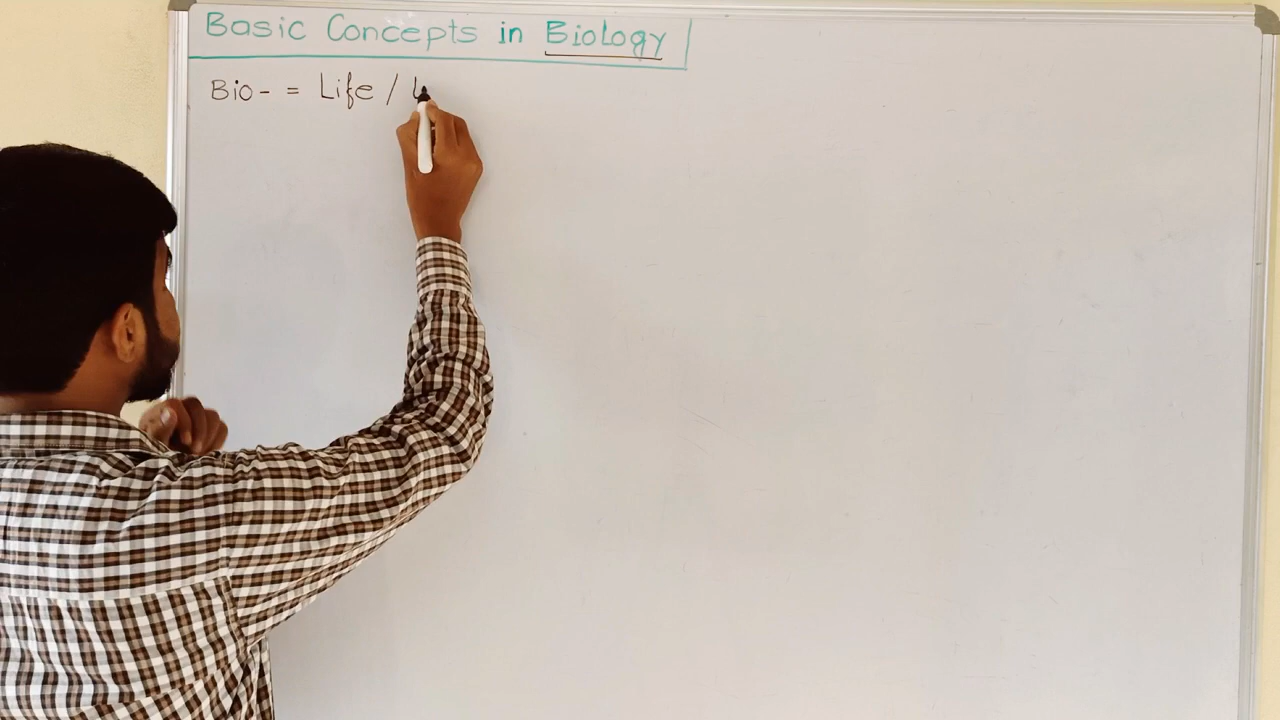 Basic Concepts in Biology
Bio- = Life / L